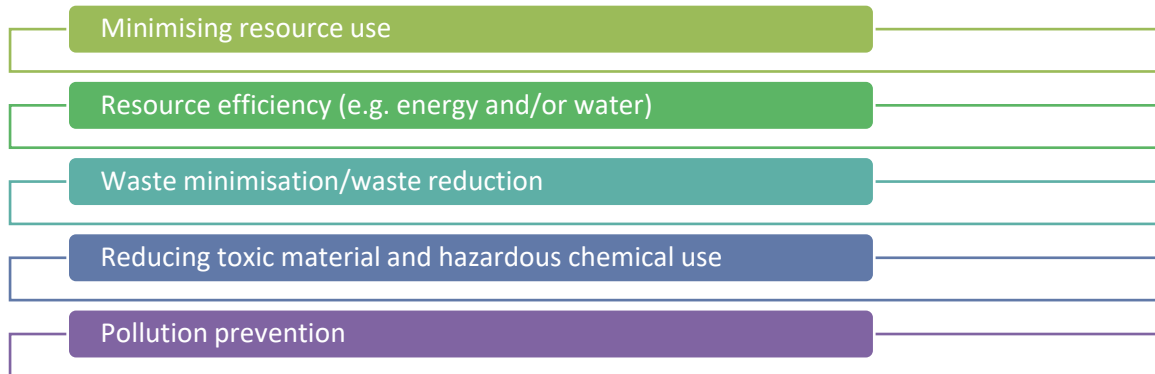 Minimising resource use
Resource efficiency (e.g. energy and/or water)
Waste minimisation/waste reduction
Reducing toxic material and hazardous chemical use
Pollution prevention